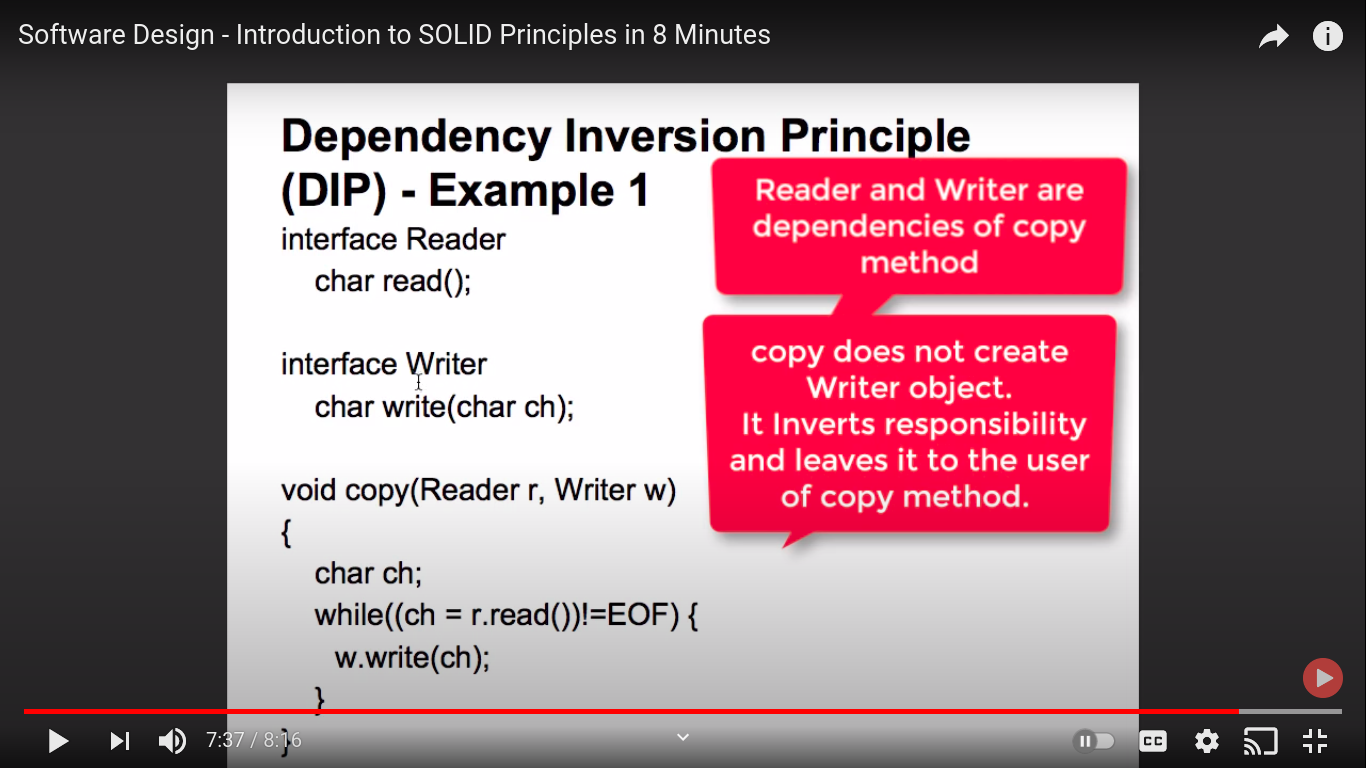 Software Design - Introduction to SOLID Principles in 8 Minutes
Dependency Inversion Principle
(DIP) - Example 1
Reader and Writer are
dependencies of copy
method
interface Reader
char read();
copy does not create
Writer object.
It Inverts responsibility
and leaves it to the user
of copy method.
interface Writer
char write(char ch);
void copy(Reader r, Writer w)
{
char ch;
while((ch = r.read())!=EOF) {
w.write(ch);
}
}
7:37 / 8:16
CC